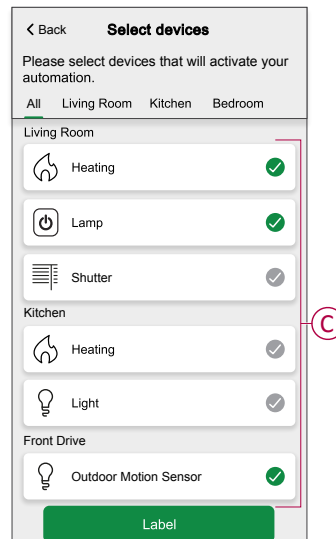 Back Select devices
Please select devices that will activate your
automation.
All Living Room Kitchen Bedroom
Living Room
Heating
Lamp
Shutter
Kitchen
Heating
Light
Front Drive
Outdoor Motion Sensor
Label
C